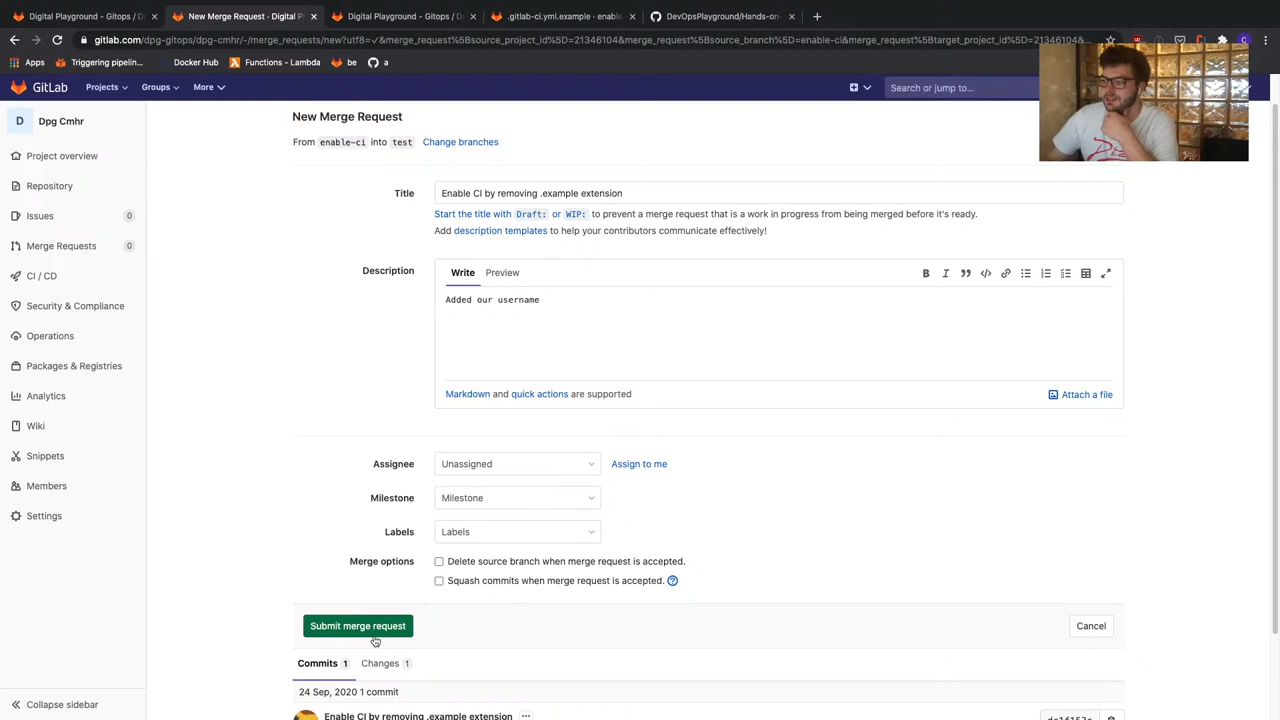 Digital Playground - Gitops / D
New Merge Request · Digital P
Digital Playground - Gitops / D
.gitlab-ci.yml.example · enable
DevOpsPlayground/Hands-on-
gitlab.com/dpg-gitops/dpg-cmhr/-/merge_requests/new?utf8=✓&merge_request%5Bsource_project_id%5D=21346104&merge_request%5Bsource_branch%5D=enable-ci&merge_request%5Btarget_project_id%5D=21346104&...
Apps
Triggering pipelin...
Docker Hub
Functions - Lambda
be
a
GitLab
Projects
Groups
More
Search or jump to...
D
Dpg Cmhr
Project overview
Repository
Issues 0
Merge Requests 0
CI / CD
Security & Compliance
Operations
Packages & Registries
Analytics
Wiki
Snippets
Members
Settings
Collapse sidebar
New Merge Request
From enable-ci into test Change branches
Title
Enable CI by removing .example extension
Start the title with Draft: or WIP: to prevent a merge request that is a work in progress from being merged before it's ready.
Add description templates to help your contributors communicate effectively!
Description
Write Preview
Added our username
Markdown and quick actions are supported
Attach a file
Assignee
Unassigned
Assign to me
Milestone
Milestone
Labels
Labels
Merge options
Delete source branch when merge request is accepted.
Squash commits when merge request is accepted.
Submit merge request
Cancel
Commits 1
Changes 1
24 Sep, 2020 1 commit
Enable CI by removing .example extension